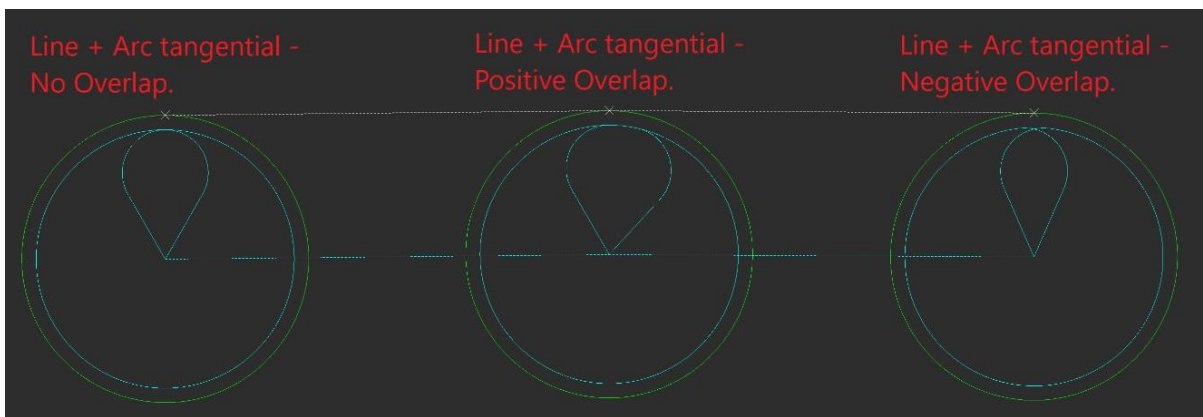 Line + Arc tangential -
No Overlap.
Line + Arc tangential -
Positive Overlap.
Line + Arc tangential -
Negative Overlap.